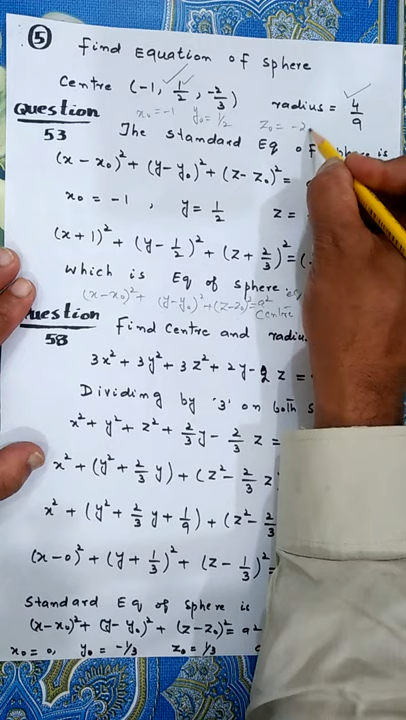 ⑤ Find Equation of sphere
Centre (-1, 1/2, -2/3) radius = 4/9
x₀ = -1 y₀ = 1/2 z₀ = -2
Question 53
The Standard Eq of sphere is
(x - x₀)² + (y - y₀)² + (z - z₀)² =
x₀ = -1 , y = 1/2 z =
(x + 1)² + (y - 1/2)² + (z + 2/3)² = (
which is Eq of sphere
(x - x₀)² + (y - y₀)² + (z - z₀)² = a²
Centre
Question 58
Find Centre and radiu
3x² + 3y² + 3z² + 2y - 2z =
Dividing by '3' on both s
x² + y² + z² + 2/3 y - 2/3 z =
x² + (y² + 2/3 y) + (z² - 2/3 z
x² + (y² + 2/3 y + 1/9) + (z² - 2/3
(x - 0)² + (y + 1/3)² + (z - 1/3)² =
Standard Eq of sphere is
(x - x₀)² + (y - y₀)² + (z - z₀)² = a²
x₀ = 0, y₀ = -1/3 z₀ = 1/3